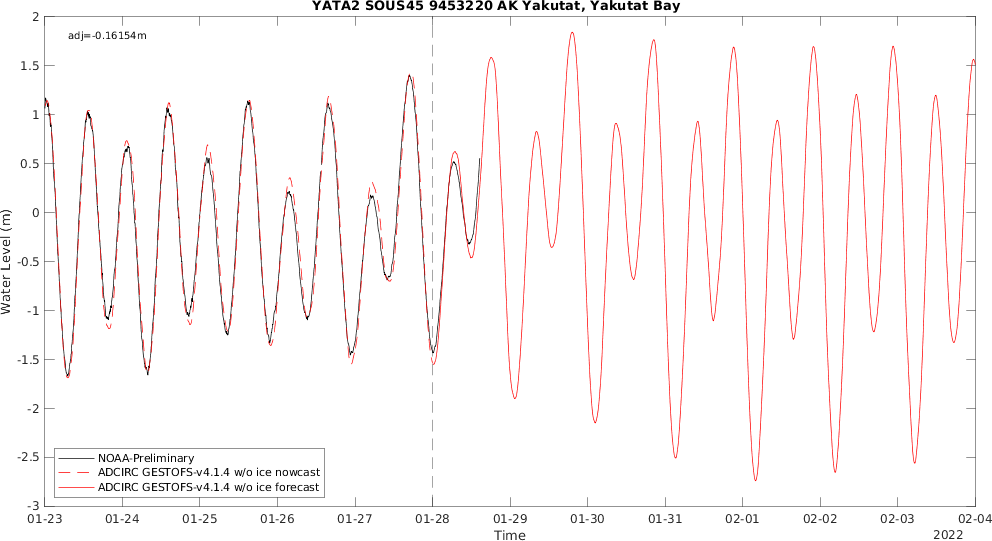 YATA2 SOUS45 9453220 AK Yakutat, Yakutat Bay
adj=-0.16154m
2
1.5
1
0.5
0
-0.5
-1
-1.5
-2
-2.5
-3
Water Level (m)
NOAA-Preliminary
ADCIRC GESTOFS-v4.1.4 w/o ice nowcast
ADCIRC GESTOFS-v4.1.4 w/o ice forecast
01-23 01-24 01-25 01-26 01-27 01-28 01-29 01-30 01-31 02-01 02-02 02-03 02-04
Time
2022